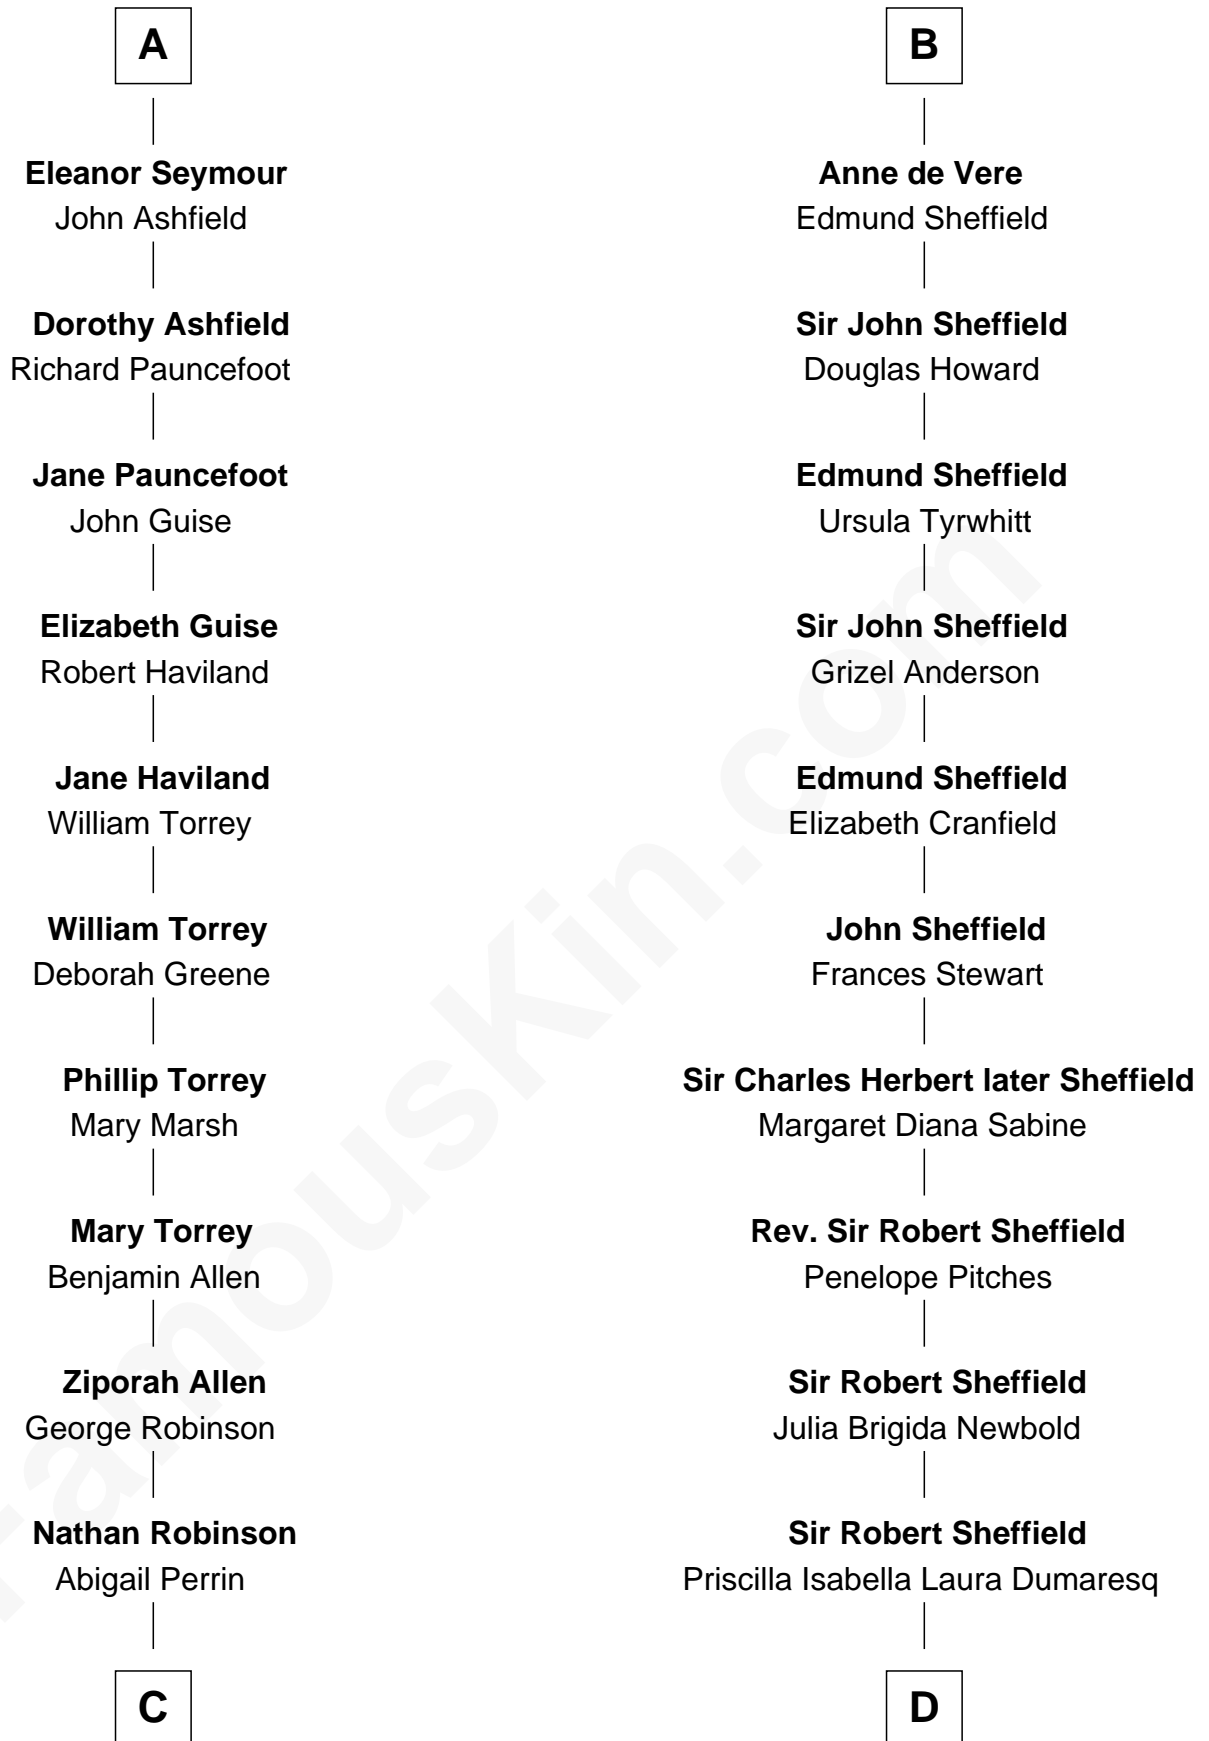 A
Eleanor Seymour
John Ashfield
Dorothy Ashfield
Richard Pauncefoot
Jane Pauncefoot
John Guise
Elizabeth Guise
Robert Haviland
Jane Haviland
William Torrey
William Torrey
Deborah Greene
Phillip Torrey
Mary Marsh
Mary Torrey
Benjamin Allen
Ziporah Allen
George Robinson
Nathan Robinson
Abigail Perrin
C
B
Anne de Vere
Edmund Sheffield
Sir John Sheffield
Douglas Howard
Edmund Sheffield
Ursula Tyrwhitt
Sir John Sheffield
Grizel Anderson
Edmund Sheffield
Elizabeth Cranfield
John Sheffield
Frances Stewart
Sir Charles Herbert later Sheffield
Margaret Diana Sabine
Rev. Sir Robert Sheffield
Penelope Pitches
Sir Robert Sheffield
Julia Brigida Newbold
Sir Robert Sheffield
Priscilla Isabella Laura Dumaresq
D
FamousKin.com